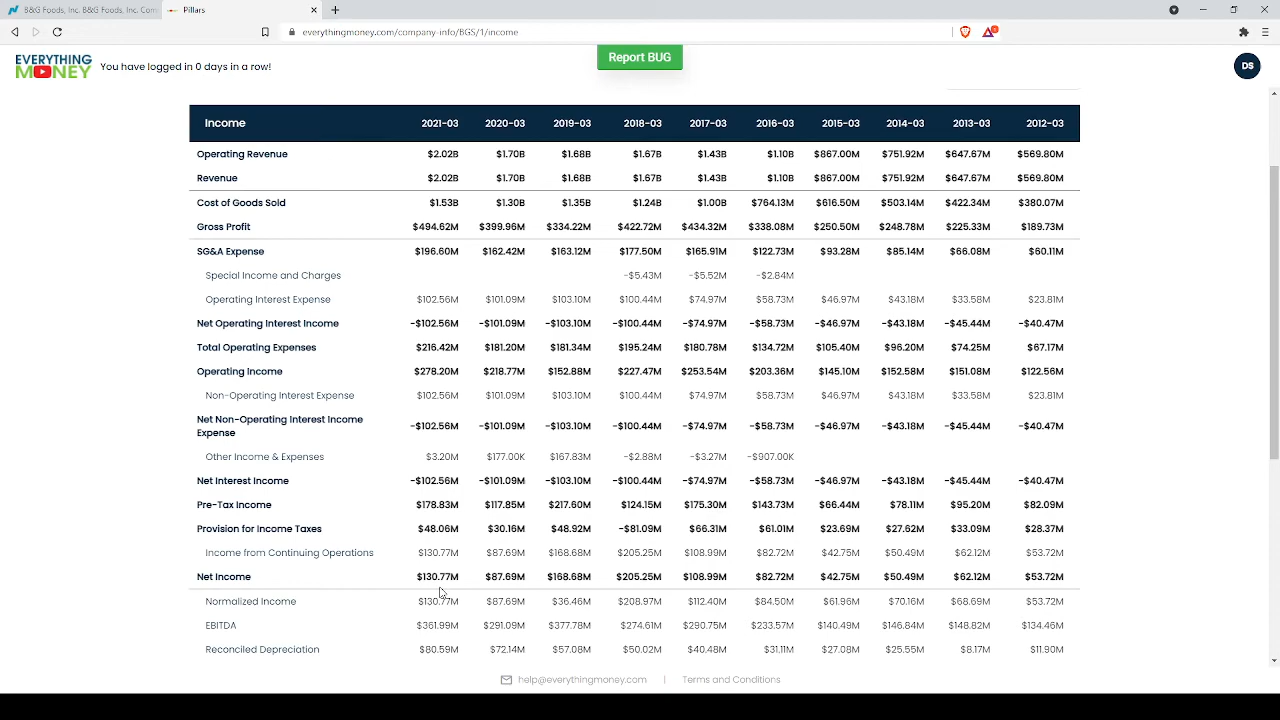 B&G Foods, Inc. B&G Foods, Inc. Com
Pillars
everythingmoney.com/company-info/BGS/1/income
EVERYTHING MONEY
You have logged in 0 days in a row!
Report BUG
DS
Income 2021-03 2020-03 2019-03 2018-03 2017-03 2016-03 2015-03 2014-03 2013-03 2012-03
Operating Revenue $2.02B $1.70B $1.68B $1.67B $1.43B $1.10B $867.00M $751.92M $647.67M $569.80M
Revenue $2.02B $1.70B $1.68B $1.67B $1.43B $1.10B $867.00M $751.92M $647.67M $569.80M
Cost of Goods Sold $1.53B $1.30B $1.35B $1.24B $1.00B $764.13M $616.50M $503.14M $422.34M $380.07M
Gross Profit $494.62M $399.96M $334.22M $422.72M $434.32M $338.08M $250.50M $248.78M $225.33M $189.73M
SG&A Expense $196.60M $162.42M $163.12M $177.50M $165.91M $122.73M $93.28M $85.14M $66.08M $60.11M
Special Income and Charges -$5.43M -$5.52M -$2.84M
Operating Interest Expense $102.56M $101.09M $103.10M $100.44M $74.97M $58.73M $46.97M $43.18M $33.58M $23.81M
Net Operating Interest Income -$102.56M -$101.09M -$103.10M -$100.44M -$74.97M -$58.73M -$46.97M -$43.18M -$45.44M -$40.47M
Total Operating Expenses $216.42M $181.20M $181.34M $195.24M $180.78M $134.72M $105.40M $96.20M $74.25M $67.17M
Operating Income $278.20M $218.77M $152.88M $227.47M $253.54M $203.36M $145.10M $152.58M $151.08M $122.56M
Non-Operating Interest Expense $102.56M $101.09M $103.10M $100.44M $74.97M $58.73M $46.97M $43.18M $33.58M $23.81M
Net Non-Operating Interest Income
Expense -$102.56M -$101.09M -$103.10M -$100.44M -$74.97M -$58.73M -$46.97M -$43.18M -$45.44M -$40.47M
Other Income & Expenses $3.20M $177.00K $167.83M -$2.88M -$3.27M -$907.00K
Net Interest Income -$102.56M -$101.09M -$103.10M -$100.44M -$74.97M -$58.73M -$46.97M -$43.18M -$45.44M -$40.47M
Pre-Tax Income $178.83M $117.85M $217.60M $124.15M $175.30M $143.73M $66.44M $78.11M $95.20M $82.09M
Provision for Income Taxes $48.06M $30.16M $48.92M -$81.09M $66.31M $61.01M $23.69M $27.62M $33.09M $28.37M
Income from Continuing Operations $130.77M $87.69M $168.68M $205.25M $108.99M $82.72M $42.75M $50.49M $62.12M $53.72M
Net Income $130.77M $87.69M $168.68M $205.25M $108.99M $82.72M $42.75M $50.49M $62.12M $53.72M
Normalized Income $130.77M $87.69M $36.46M $208.97M $112.40M $84.50M $61.96M $70.16M $68.69M $53.72M
EBITDA $361.99M $291.09M $377.78M $274.61M $290.75M $233.57M $140.49M $146.84M $148.82M $134.46M
Reconciled Depreciation $80.59M $72.14M $57.08M $50.02M $40.48M $31.11M $27.08M $25.55M $8.17M $11.90M
help@everythingmoney.com | Terms and Conditions